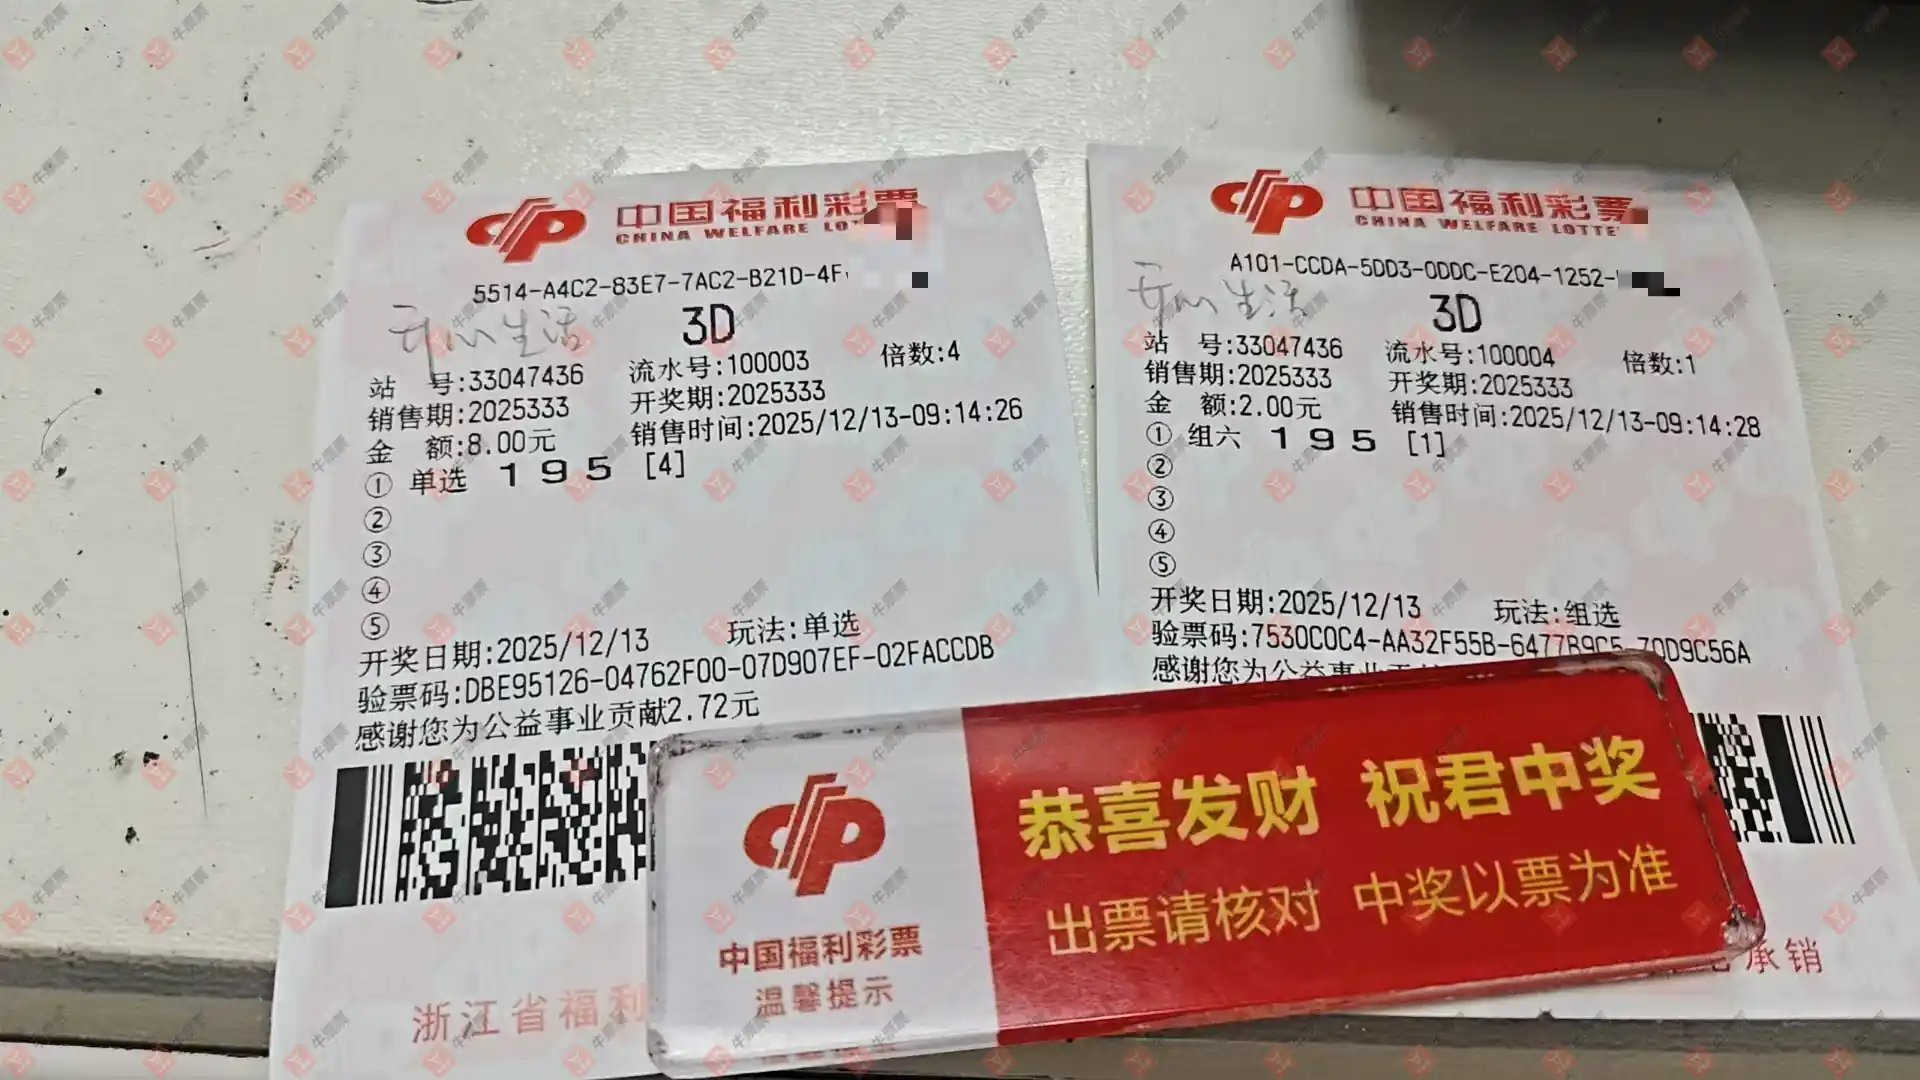 中国福利彩票
CHINA WELFARE LOT
5514-A4C2-83E7-7AC2-B21D-4F
开心生活
3D
站 号:33047436 流水号:100003 倍数:4
销售期:2025333 开奖期:2025333
金 额:8.00元 销售时间:2025/12/13-09:14:26
① 单选 195 [4]
②
③
④
⑤
开奖日期:2025/12/13 玩法:单选
验票码:DBE95126-04762F00-07D907EF-02FACCDB
感谢您为公益事业贡献2.72元
浙江省福利
中国福利彩票
CHINA WELFARE LOTTE
A101-CCDA-5DD3-0DDC-E204-1252-
开心生活
3D
站 号:33047436 流水号:100004 倍数:1
销售期:2025333 开奖期:2025333
金 额:2.00元 销售时间:2025/12/13-09:14:28
① 组六 195 [1]
②
③
④
⑤
开奖日期:2025/12/13 玩法:组选
验票码:7530C0C4-AA32F55B-6477B9C5-70D9C56A
感谢您为公益事业
承销
中国福利彩票
温馨提示
恭喜发财 祝君中奖
出票请核对 中奖以票为准